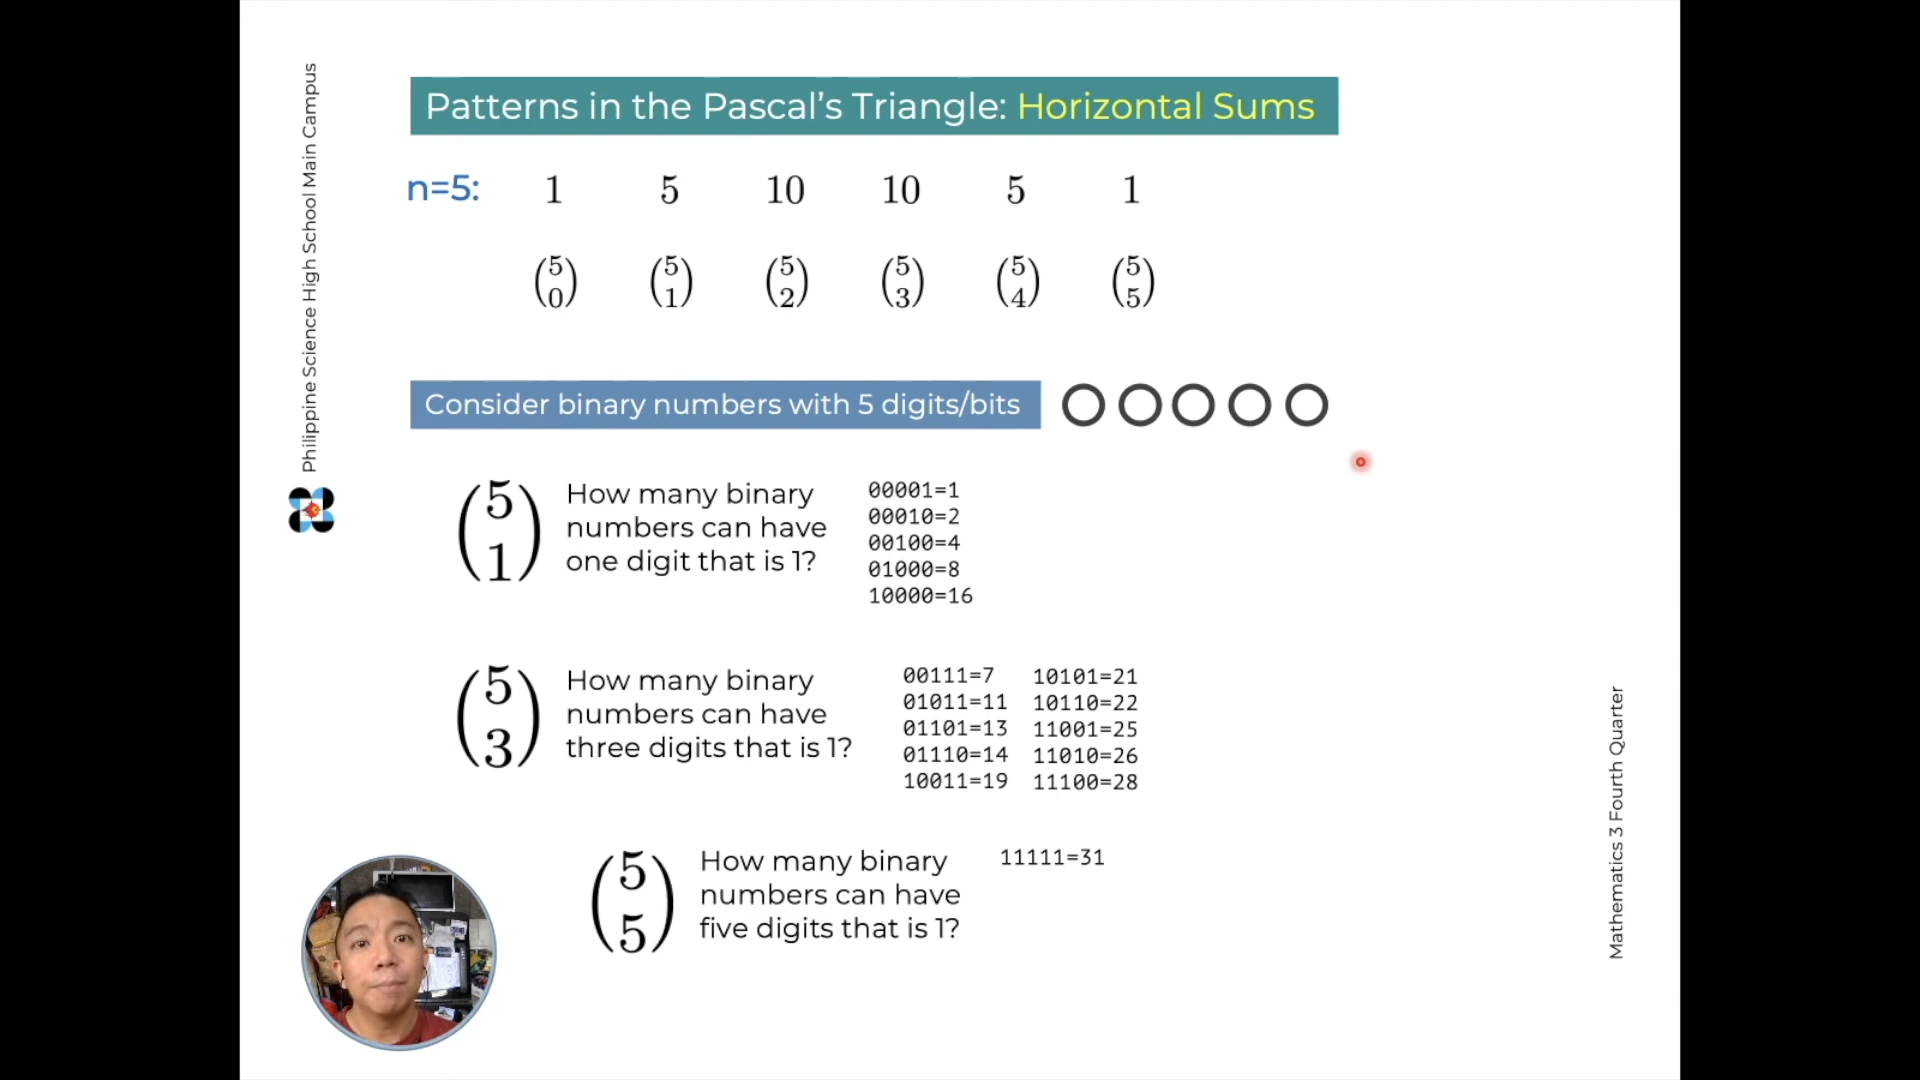 Philippine Science High School Main Campus
Patterns in the Pascal's Triangle: Horizontal Sums
n=5: 1 5 10 10 5 1
(5 0) (5 1) (5 2) (5 3) (5 4) (5 5)
Consider binary numbers with 5 digits/bits
(5 1)
How many binary
numbers can have
one digit that is 1?
00001=1
00010=2
00100=4
01000=8
10000=16
(5 3)
How many binary
numbers can have
three digits that is 1?
00111=7 10101=21
01011=11 10110=22
01101=13 11001=25
01110=14 11010=26
10011=19 11100=28
(5 5)
How many binary
numbers can have
five digits that is 1?
11111=31
Mathematics 3 Fourth Quarter